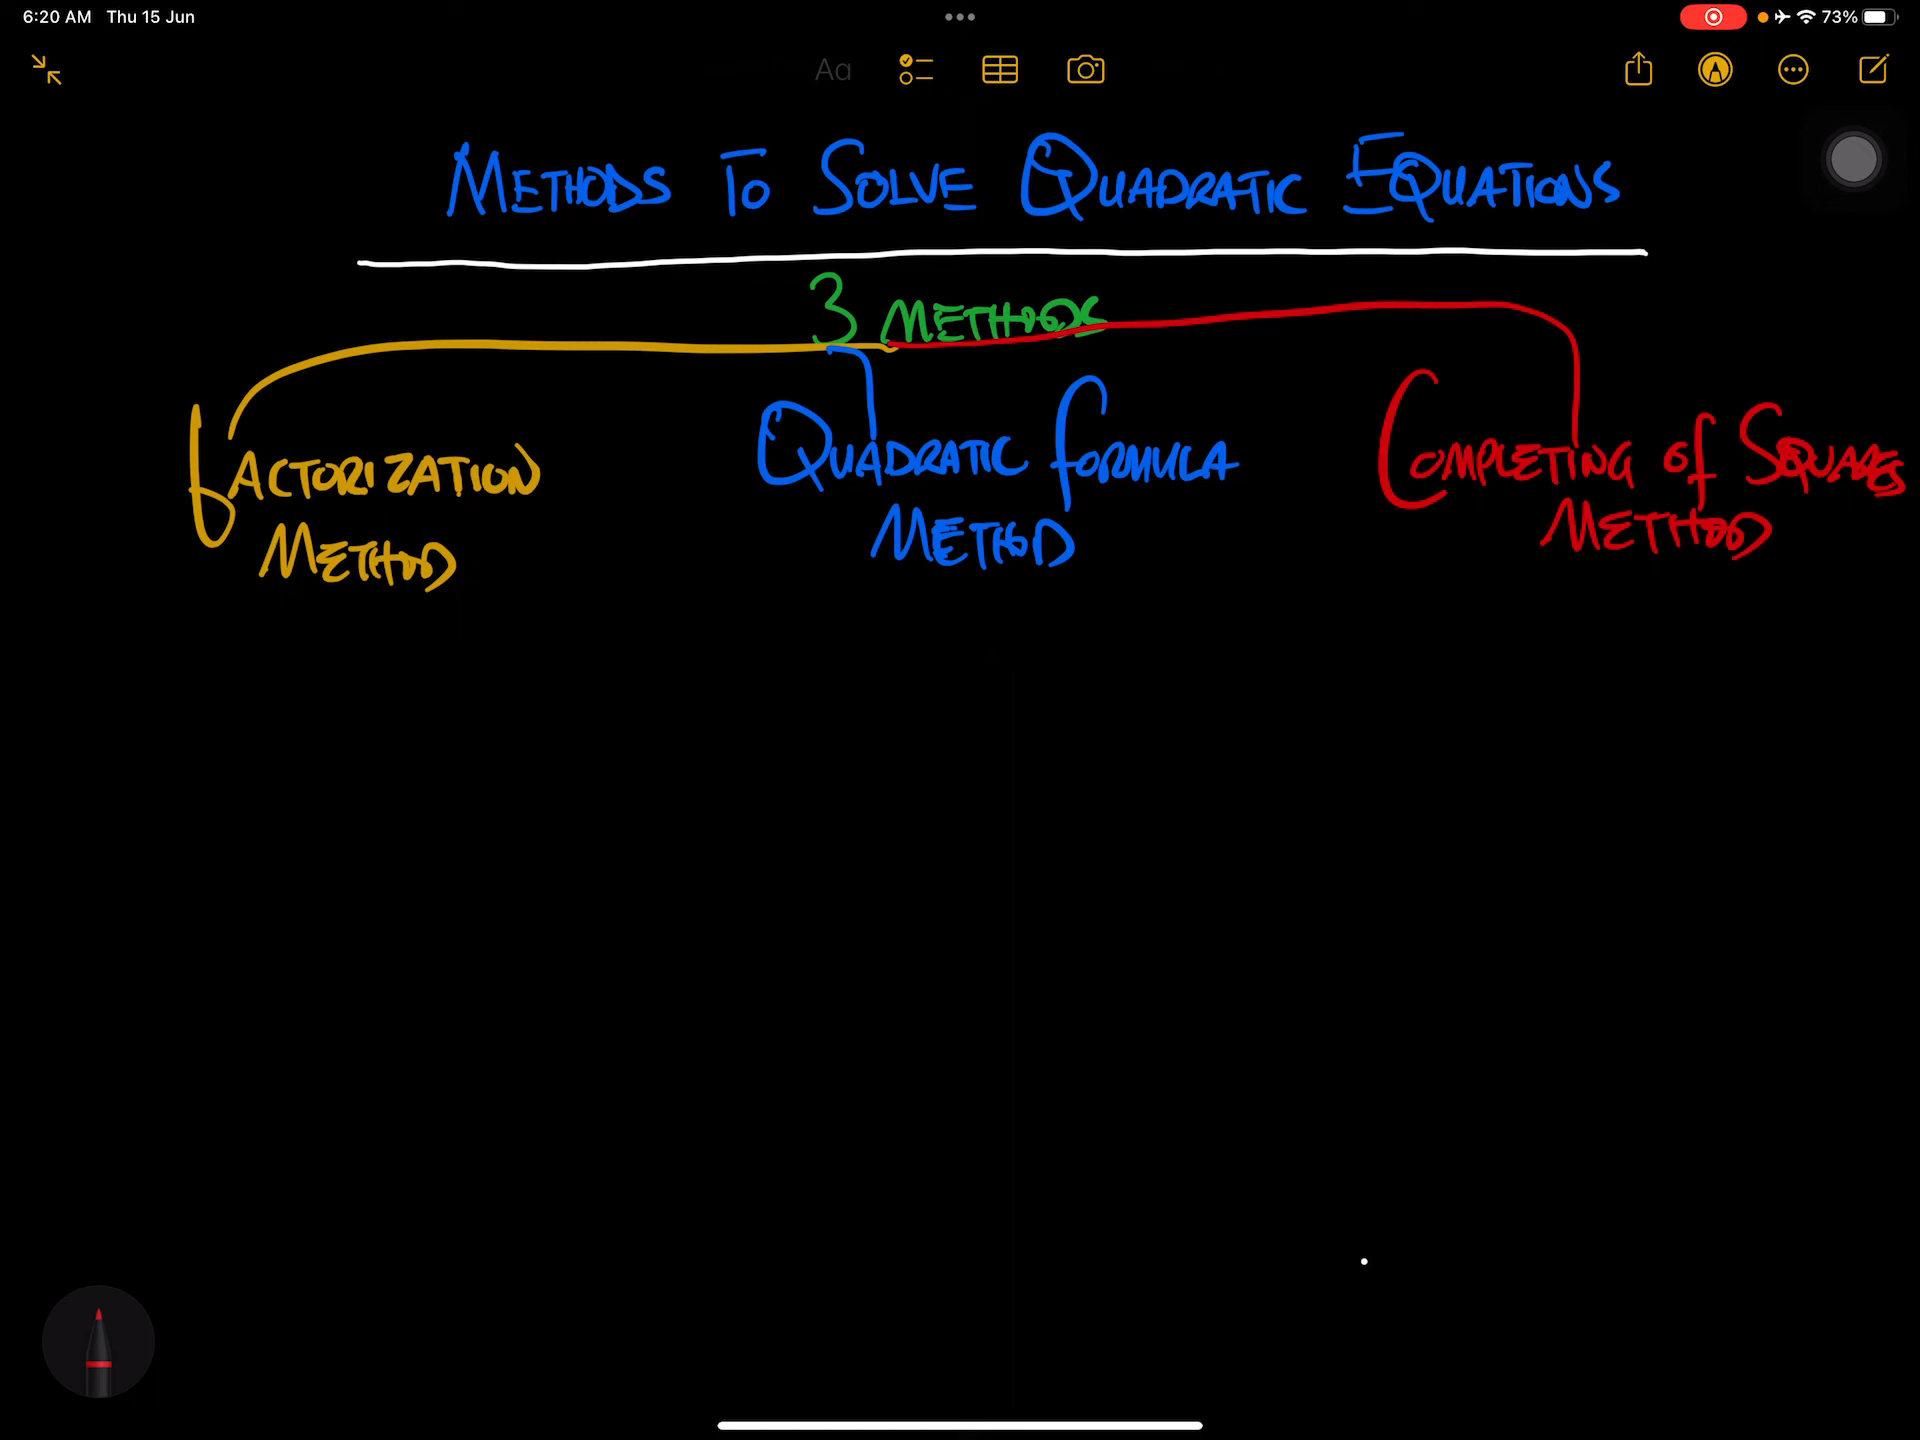 6:20 AM Thu 15 Jun
73%
Aa
METHODS TO SOLVE QUADRATIC EQUATIONS
3 METHODS
FACTORIZATION
METHOD
QUADRATIC FORMULA
METHOD
COMPLETING OF SQUARES
METHOD